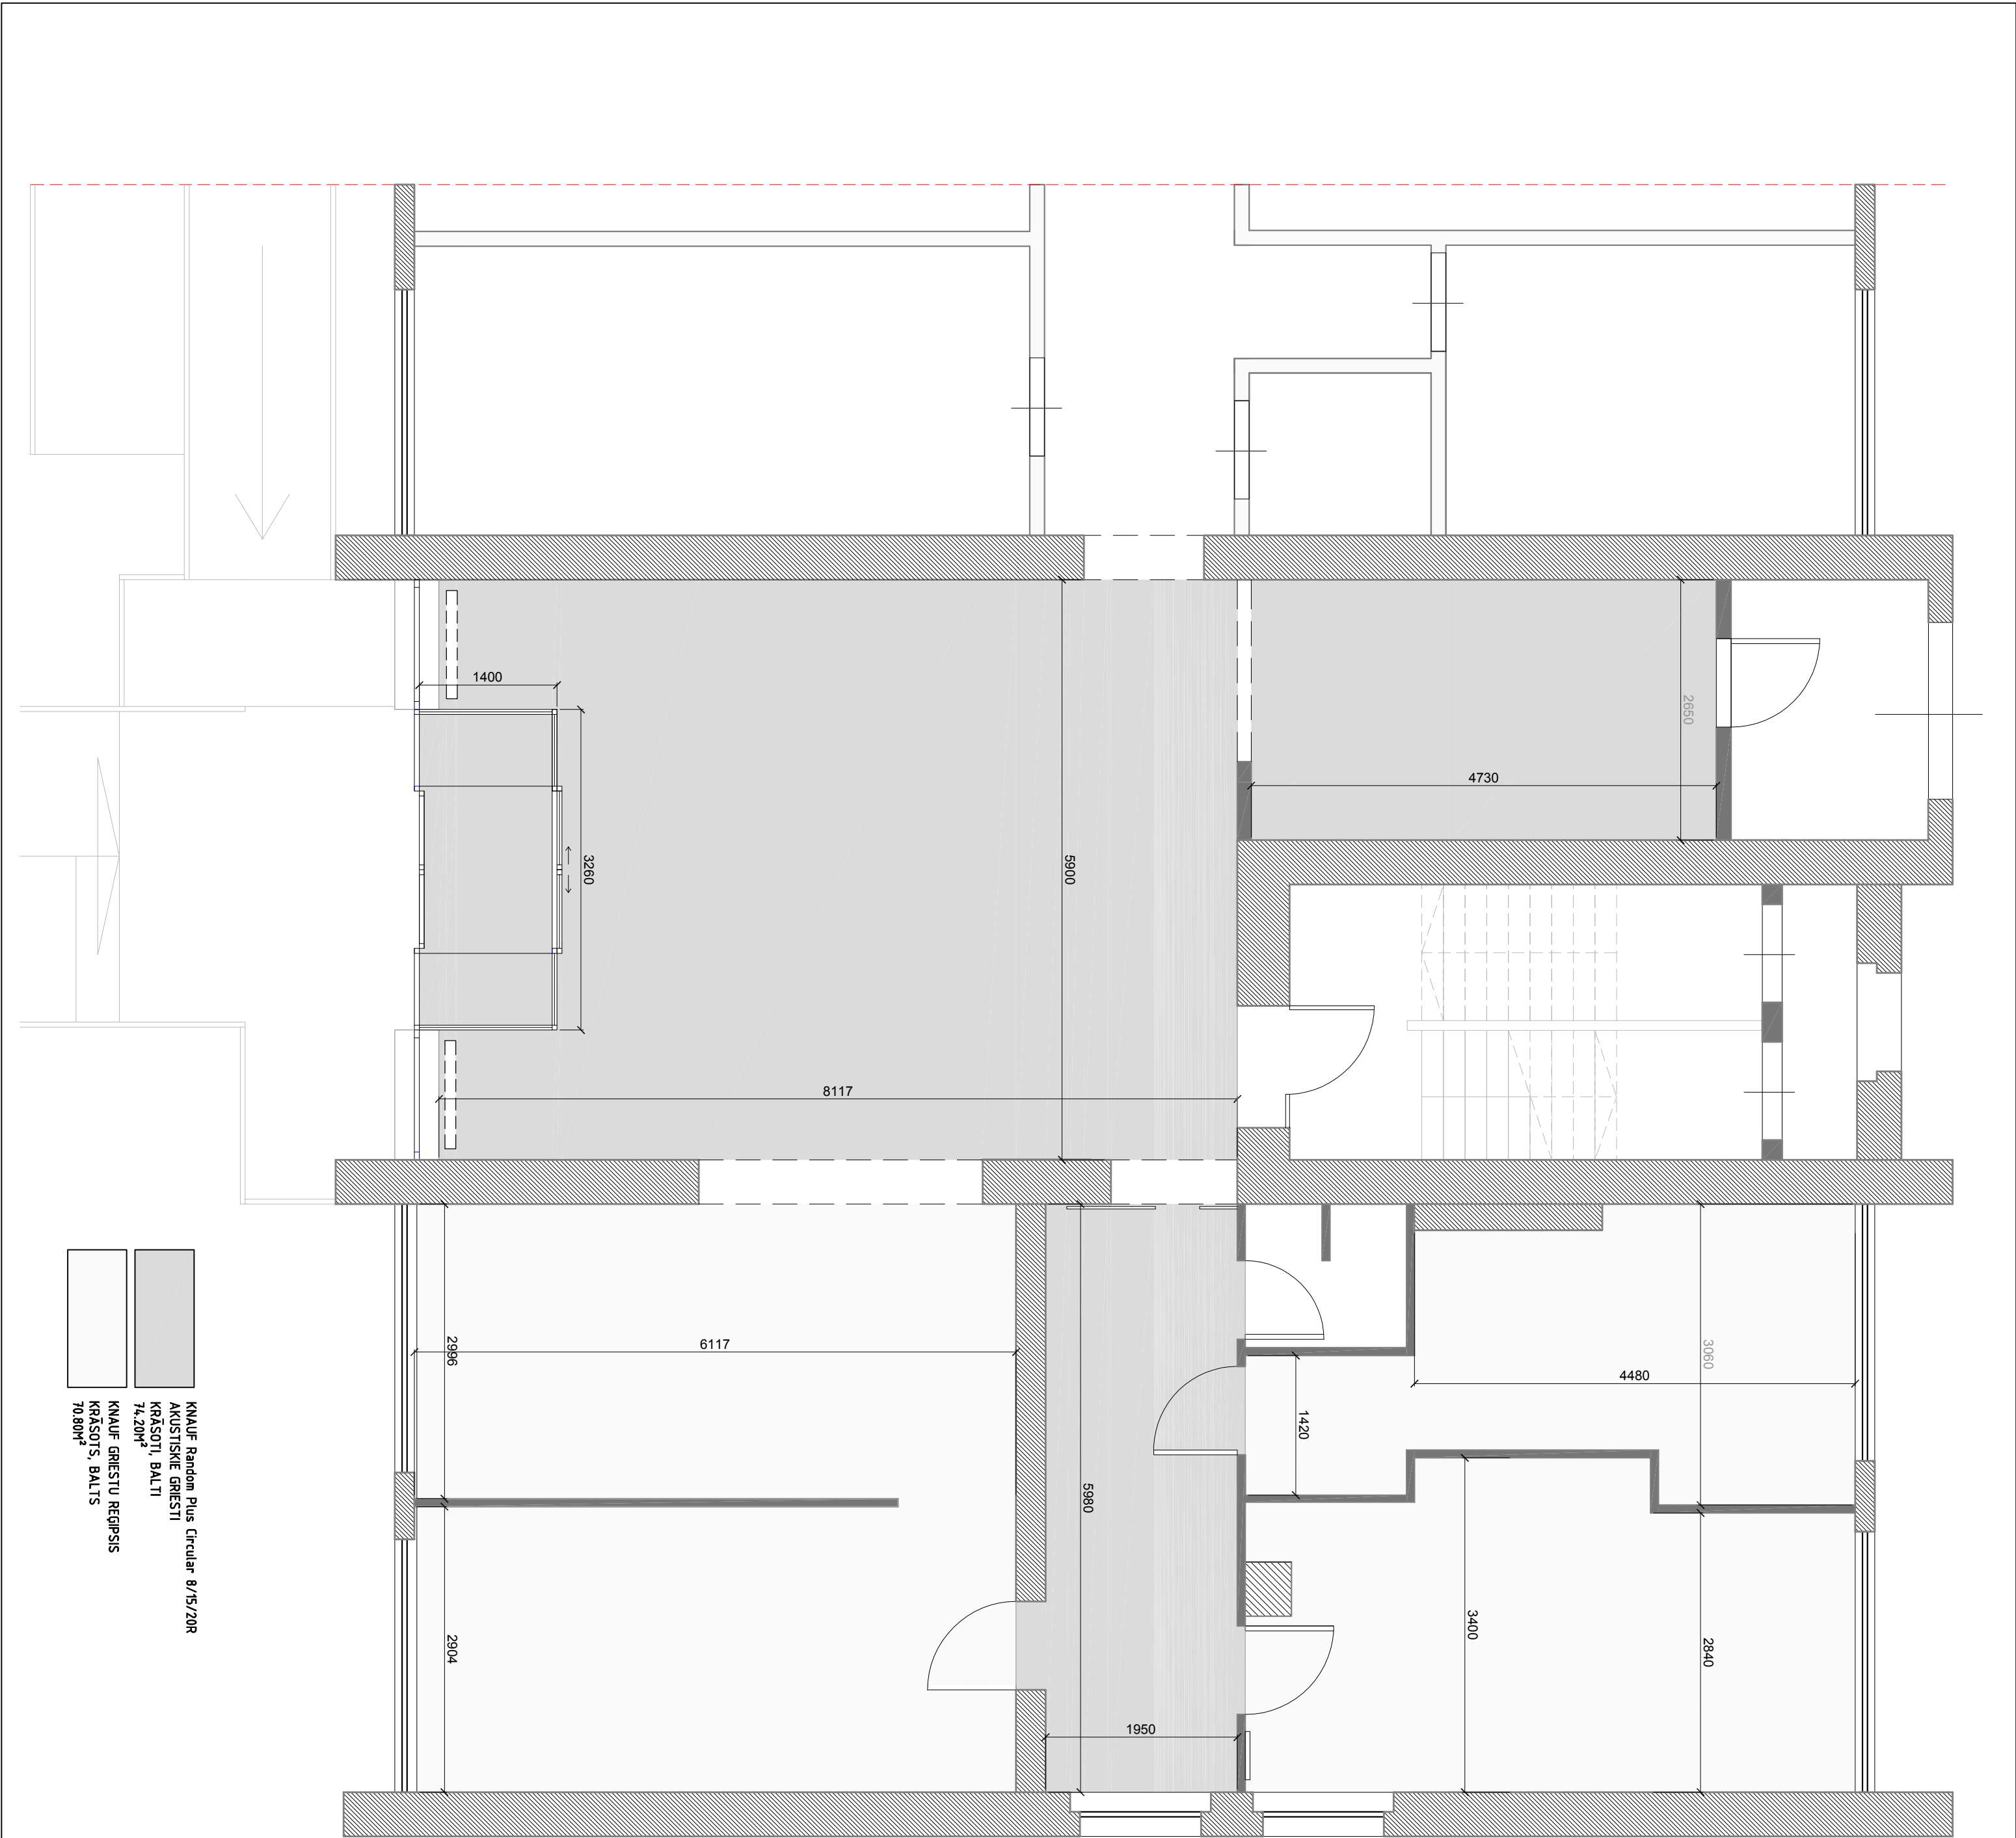 1400
3260
5900
8117
2650
4730
2996
6117
2904
5980
1950
1420
4480
3060
3400
2840
KNAUF Random Plus Circular 8/15/20R
AKUSTISKIE GRIESTI
KRĀSOTI, BALTI
74.20M²
KNAUF GRIESTU REĢIPSIS
KRĀSOTS, BALTS
70.80M²